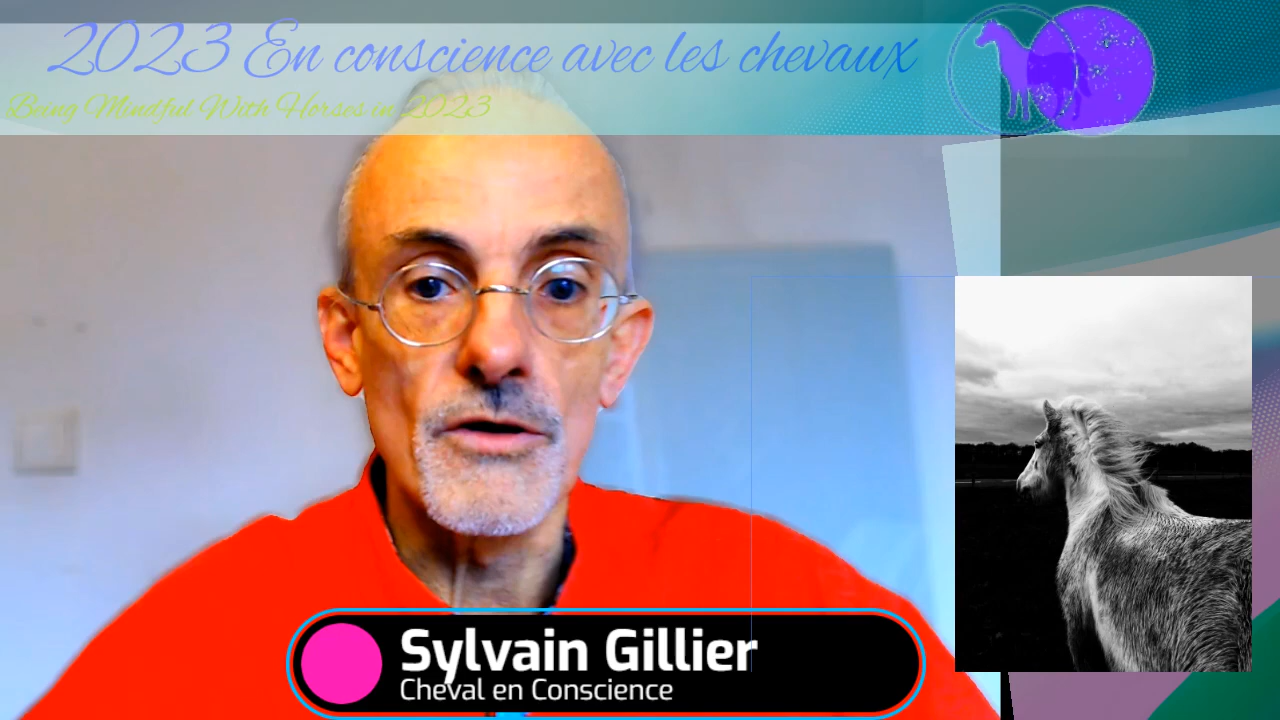 2023 En conscience avec les chevaux
Being Mindful With Horses in 2023
Sylvain Gillier
Cheval en Conscience